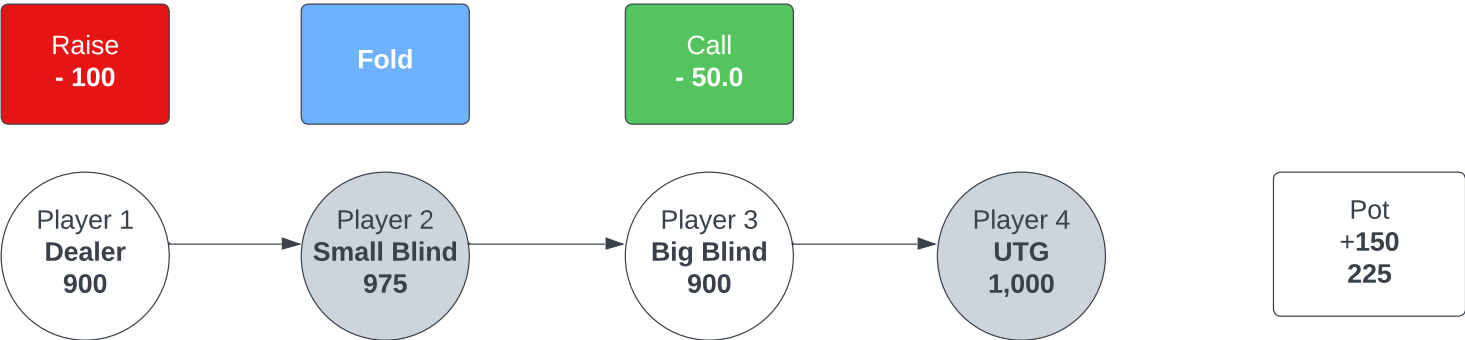 Raise
- 100
Fold
Call
- 50.0
Player 1
Dealer
900
Player 2
Small Blind
975
Player 3
Big Blind
900
Player 4
UTG
1,000
Pot
+150
225